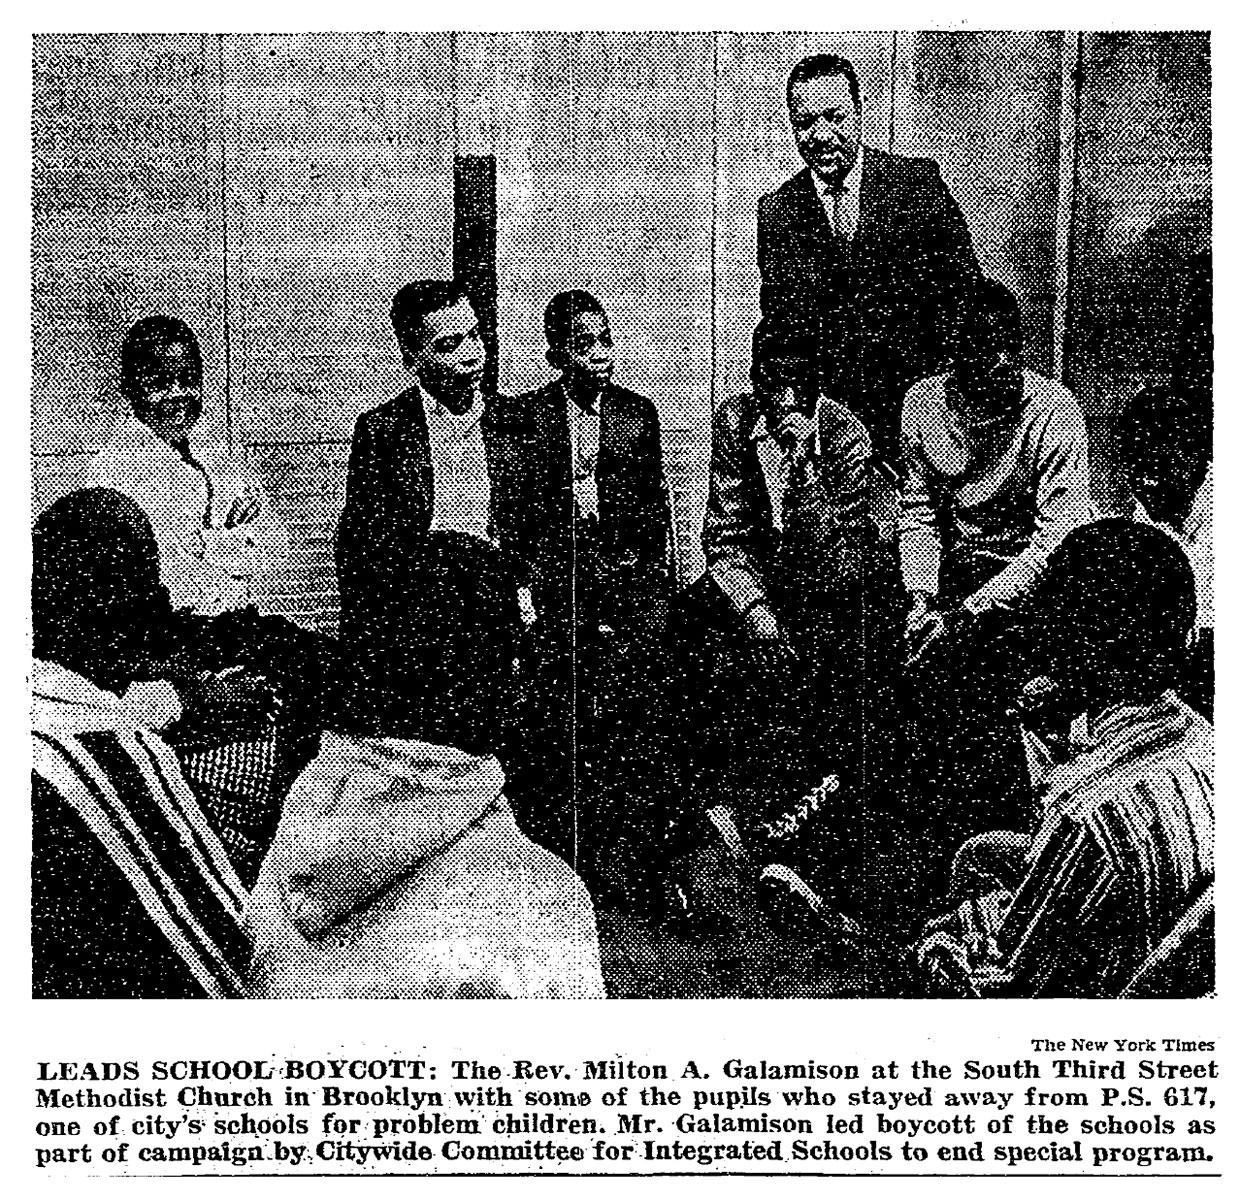 The New York Times
LEADS SCHOOL BOYCOTT: The Rev. Milton A. Galamison at the South Third Street
Methodist Church in Brooklyn with some of the pupils who stayed away from P.S. 617,
one of city's schools for problem children. Mr. Galamison led boycott of the schools as
part of campaign by Citywide Committee for Integrated Schools to end special program.